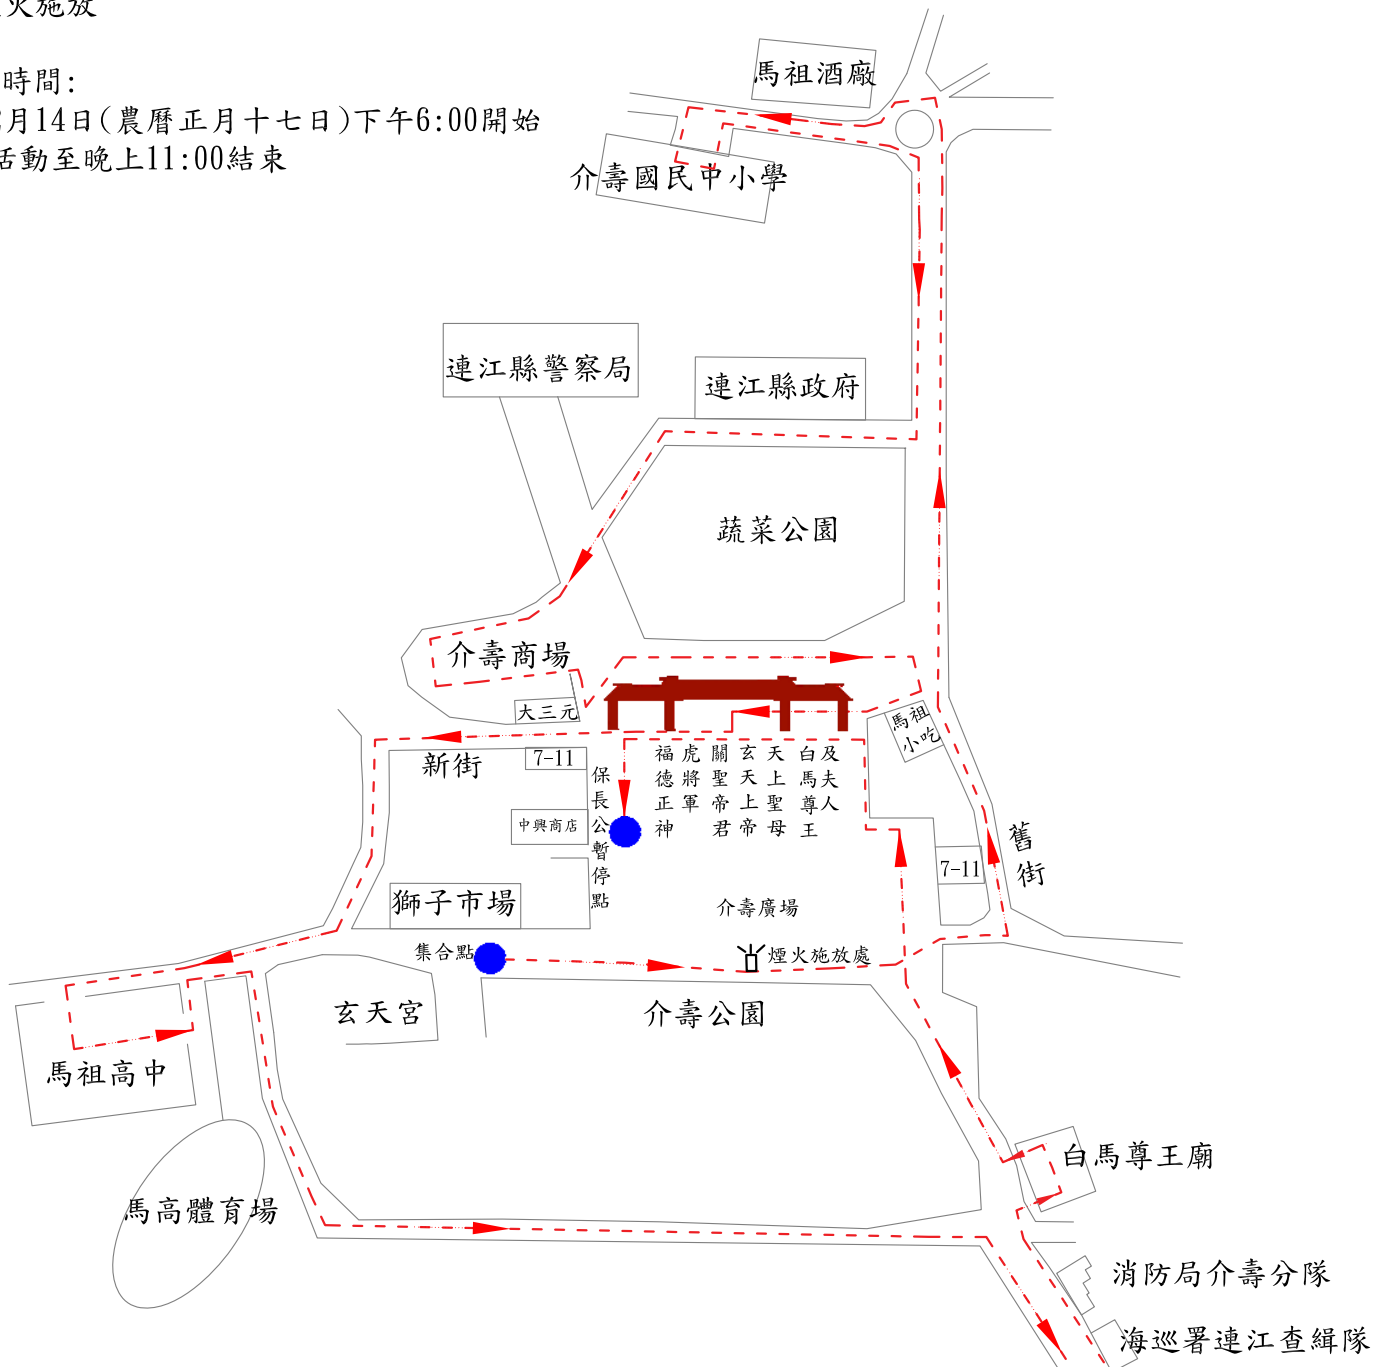 火施放
時間:
月14日(農曆正月十七日)下午6:00開始
活動至晚上11:00結束
馬祖酒廠
介壽國民中小學
連江縣警察局
連江縣政府
蔬菜公園
介壽商場
大三元
馬祖
小吃
新街
7-11
中興商店
保長公暫停點
福德正神
虎將軍
關聖帝君
玄天上帝
天上聖母
白馬尊王
及夫人
舊街
7-11
獅子市場
介壽廣場
集合點
煙火施放處
玄天宮
介壽公園
馬祖高中
白馬尊王廟
馬高體育場
消防局介壽分隊
海巡署連江查緝隊